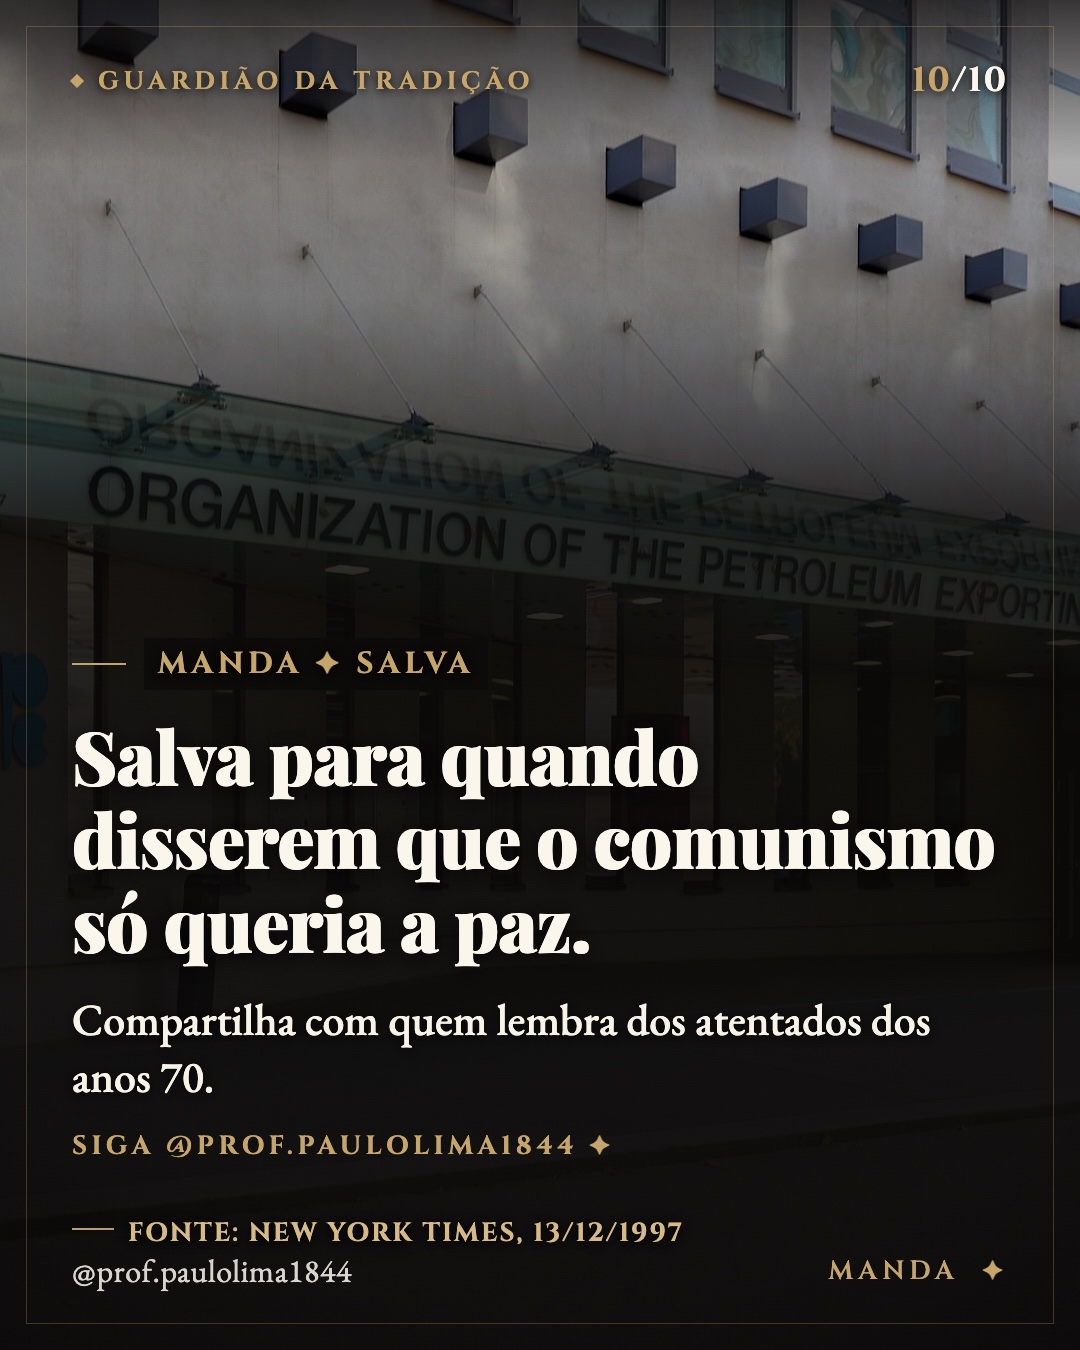 ◆ GUARDIÃO DA TRADIÇÃO
10/10
ORGANIZATION OF THE PETROLEUM EXPORTIN
MANDA ✦ SALVA
Salva para quando
disserem que o comunismo
só queria a paz.
Compartilha com quem lembra dos atentados dos
anos 70.
SIGA @PROF.PAULOLIMA1844 ✦
FONTE: NEW YORK TIMES, 13/12/1997
@prof.paulolima1844
MANDA ✦